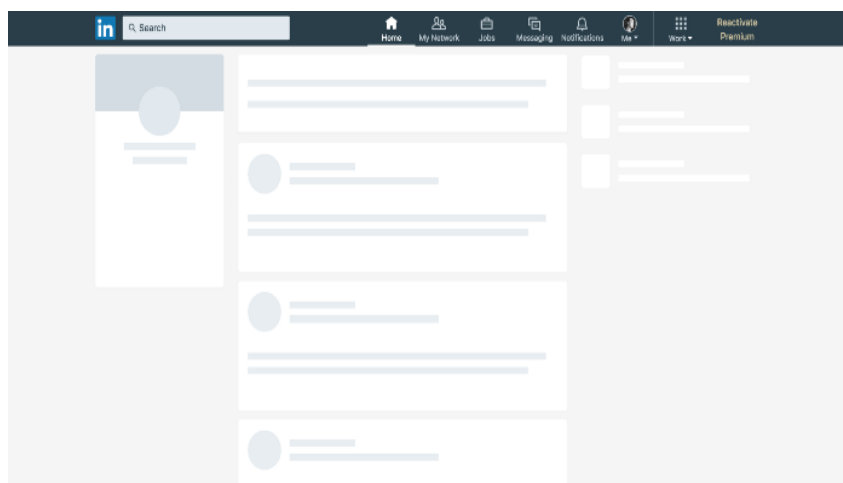 in
Search
Home
My Network
Jobs
Messaging
Notifications
Me
Work
Reactivate
Premium